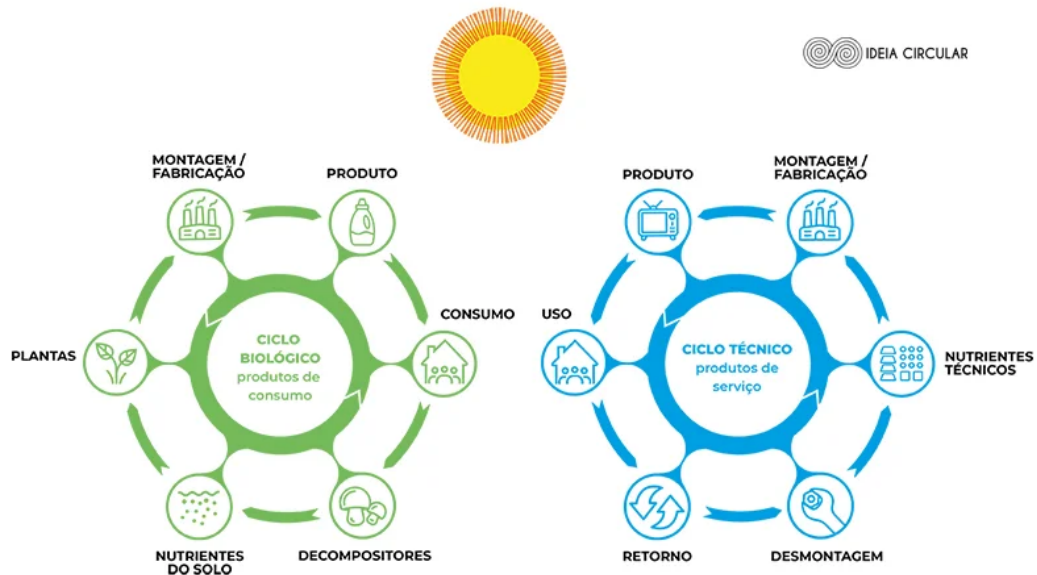 IDEIA CIRCULAR
MONTAGEM /
FABRICAÇÃO
PRODUTO
CONSUMO
DECOMPOSITORES
NUTRIENTES
DO SOLO
PLANTAS
CICLO
BIOLÓGICO
produtos de
consumo
MONTAGEM /
FABRICAÇÃO
PRODUTO
USO
RETORNO
DESMONTAGEM
NUTRIENTES
TÉCNICOS
CICLO TÉCNICO
produtos de
serviço